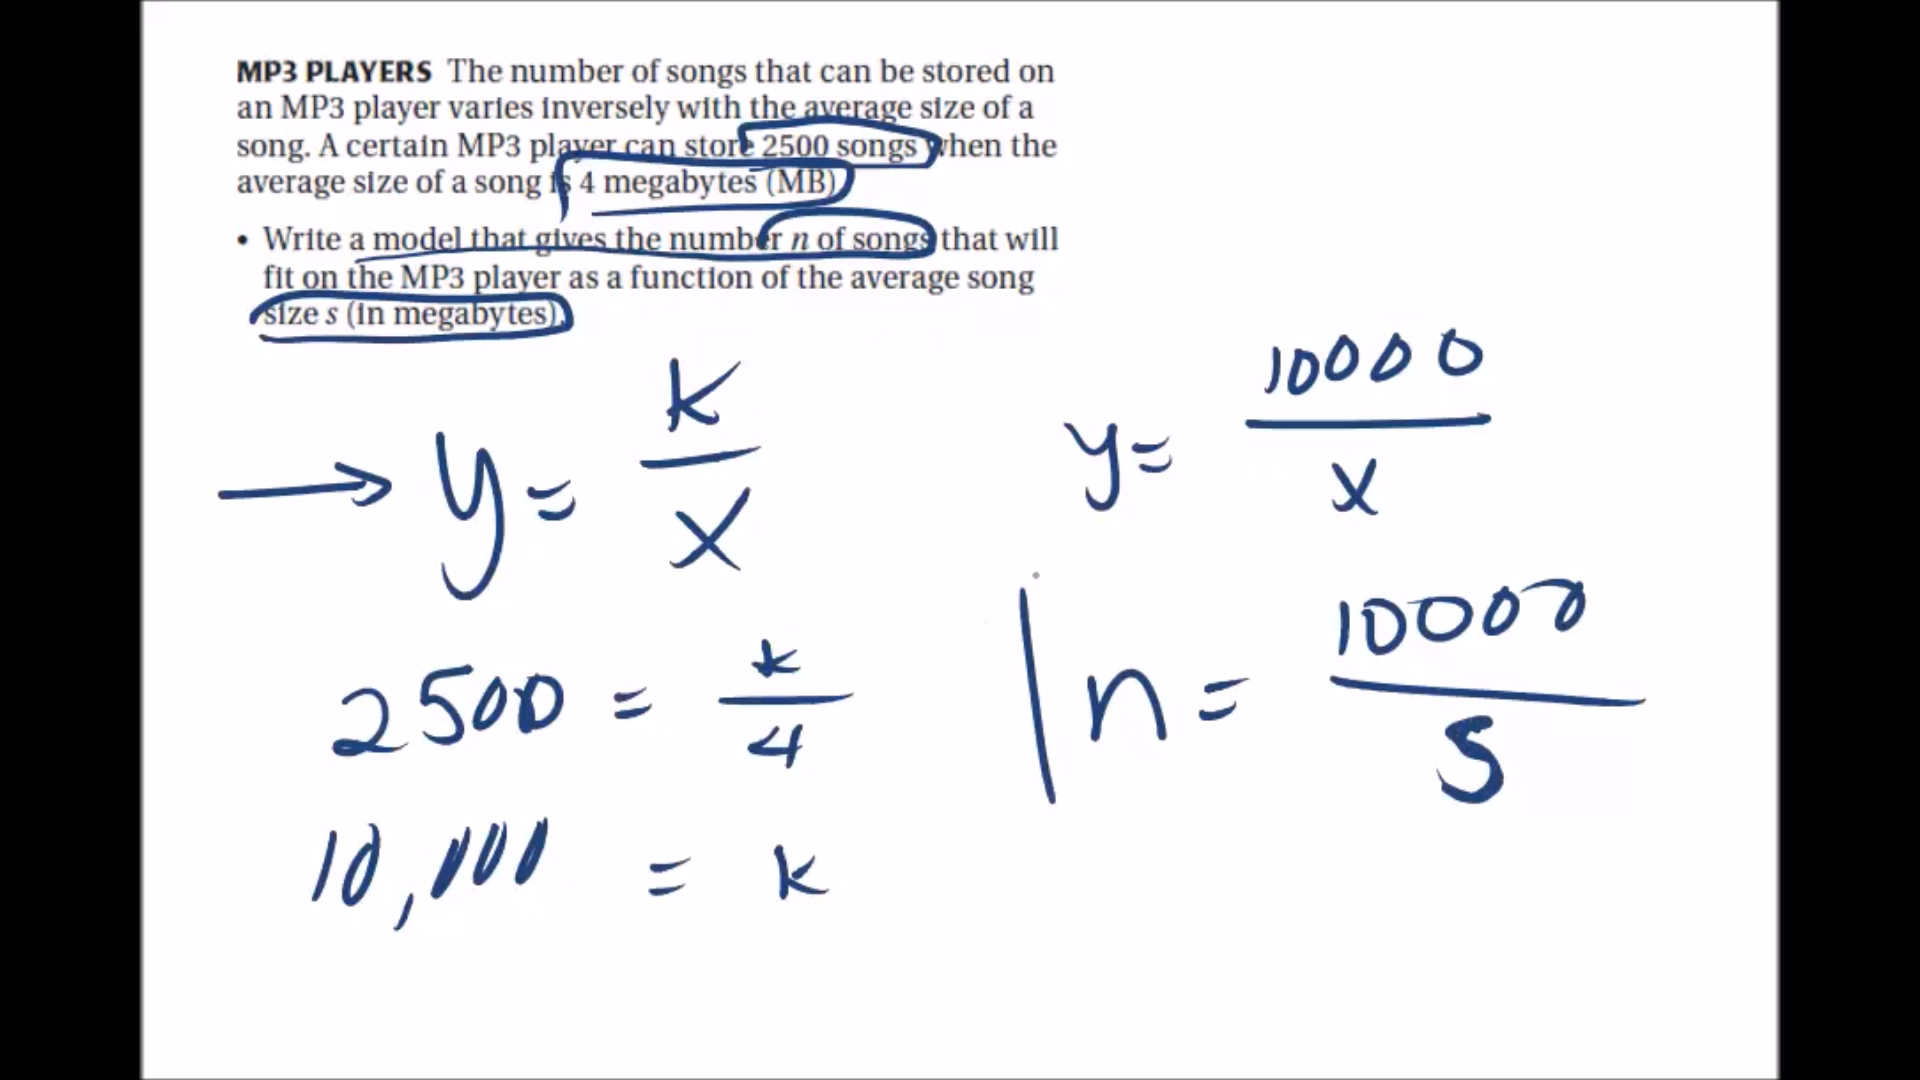 MP3 PLAYERS The number of songs that can be stored on
an MP3 player varies inversely with the average size of a
song. A certain MP3 player can store 2500 songs when the
average size of a song is 4 megabytes (MB).
• Write a model that gives the number n of songs that will
fit on the MP3 player as a function of the average song
size s (in megabytes).
y = k/x
2500 = k/4
10,000 = k
y = 10000/x
n = 10000/s